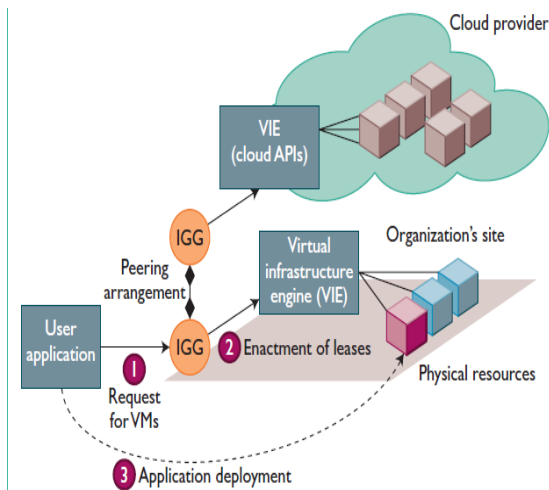 Cloud provider
VIE
(cloud APIs)
IGG
Peering
arrangement
Virtual
infrastructure
engine (VIE)
Organization's site
User
application
IGG
2 Enactment of leases
1
Request
for VMs
Physical resources
3 Application deployment